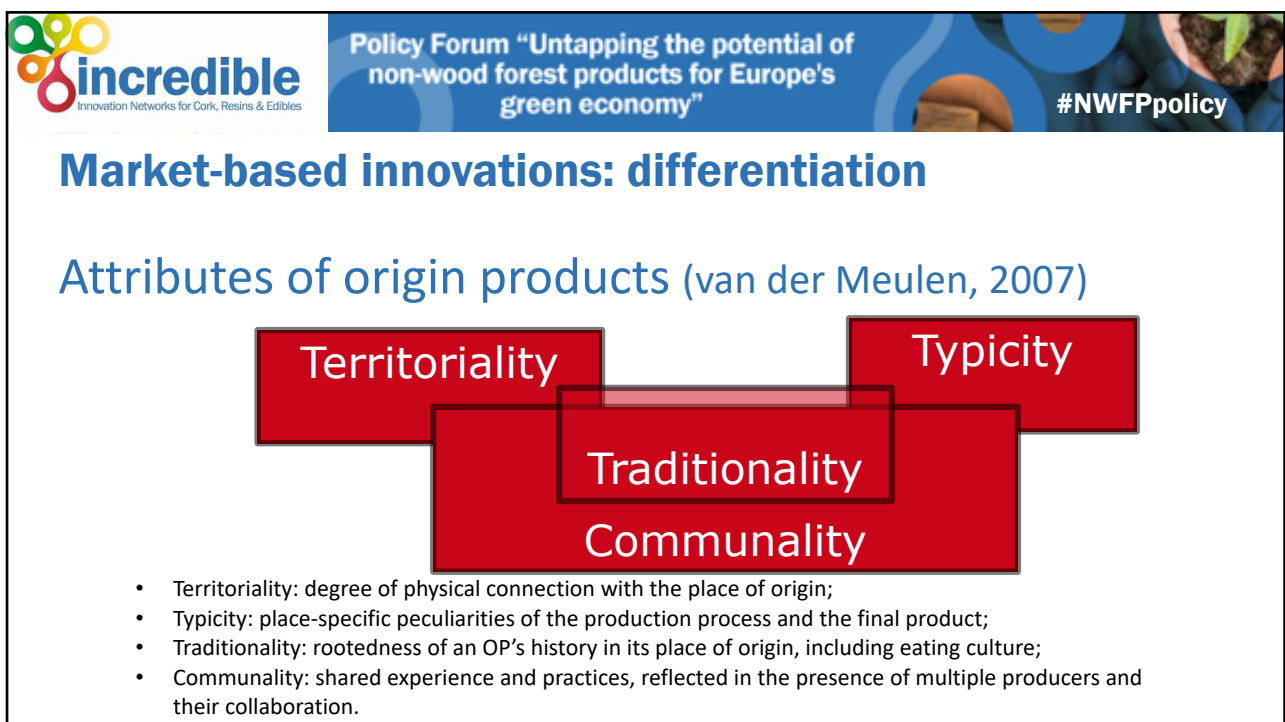 incredible
Innovation Networks for Cork, Resins & Edibles
Policy Forum “Untapping the potential of
non-wood forest products for Europe's
green economy”
#NWFPpolicy
Market-based innovations: differentiation
Attributes of origin products (van der Meulen, 2007)
Territoriality
Typicity
Traditionality
Communality
• Territoriality: degree of physical connection with the place of origin;
• Typicity: place-specific peculiarities of the production process and the final product;
• Traditionality: rootedness of an OP’s history in its place of origin, including eating culture;
• Communality: shared experience and practices, reflected in the presence of multiple producers and
their collaboration.